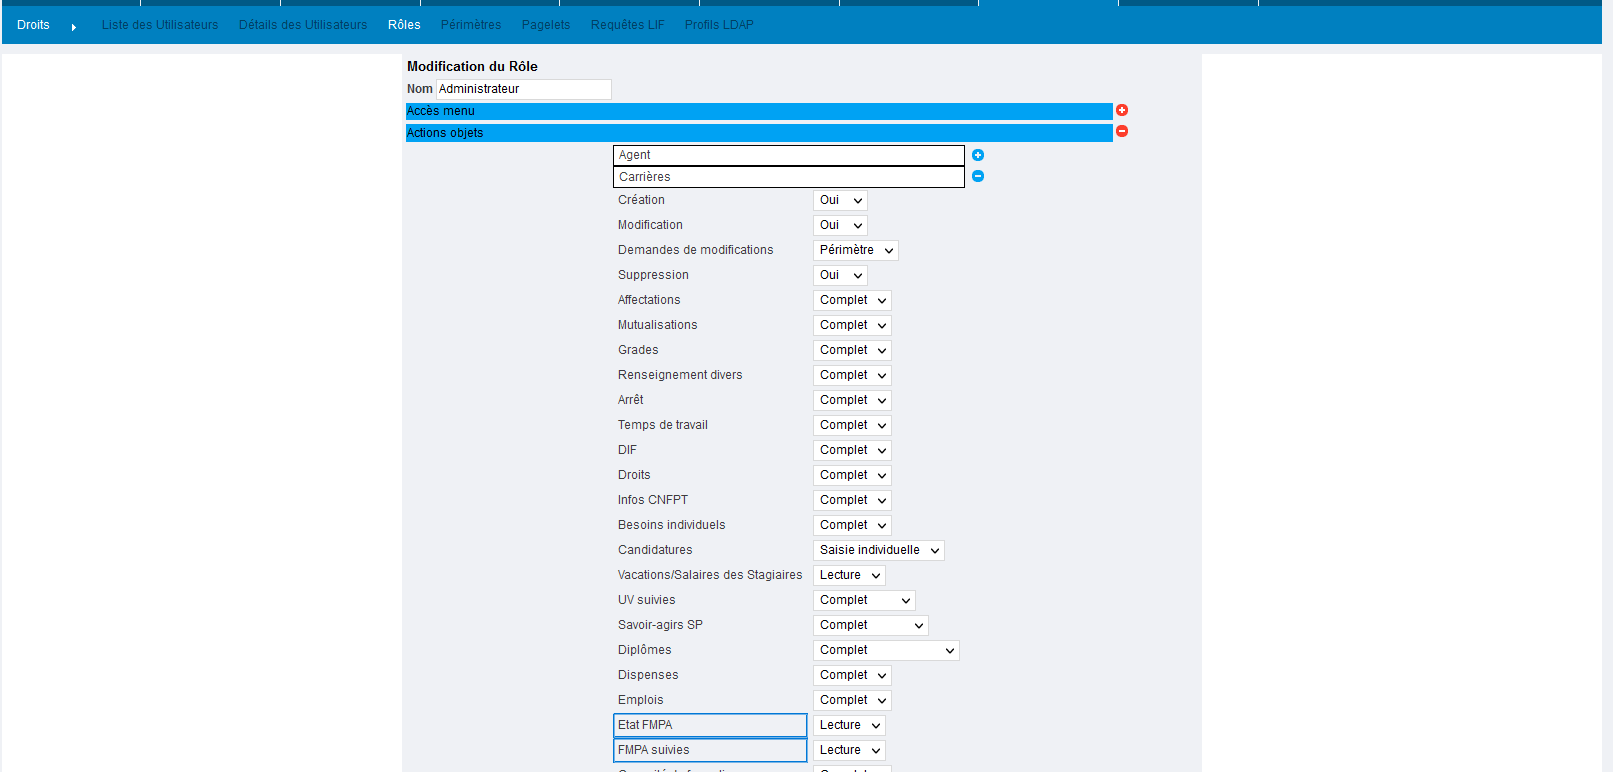 Droits Liste des Utilisateurs Détails des Utilisateurs Rôles Périmètres Pagelets Requêtes LIF Profils LDAP
Modification du Rôle
Nom Administrateur
Accès menu
Actions objets
Agent
Carrières
Création Oui
Modification Oui
Demandes de modifications Périmètre
Suppression Oui
Affectations Complet
Mutualisations Complet
Grades Complet
Renseignement divers Complet
Arrêt Complet
Temps de travail Complet
DIF Complet
Droits Complet
Infos CNFPT Complet
Besoins individuels Complet
Candidatures Saisie individuelle
Vacations/Salaires des Stagiaires Lecture
UV suivies Complet
Savoir-agirs SP Complet
Diplômes Complet
Dispenses Complet
Emplois Complet
Etat FMPA Lecture
FMPA suivies Lecture